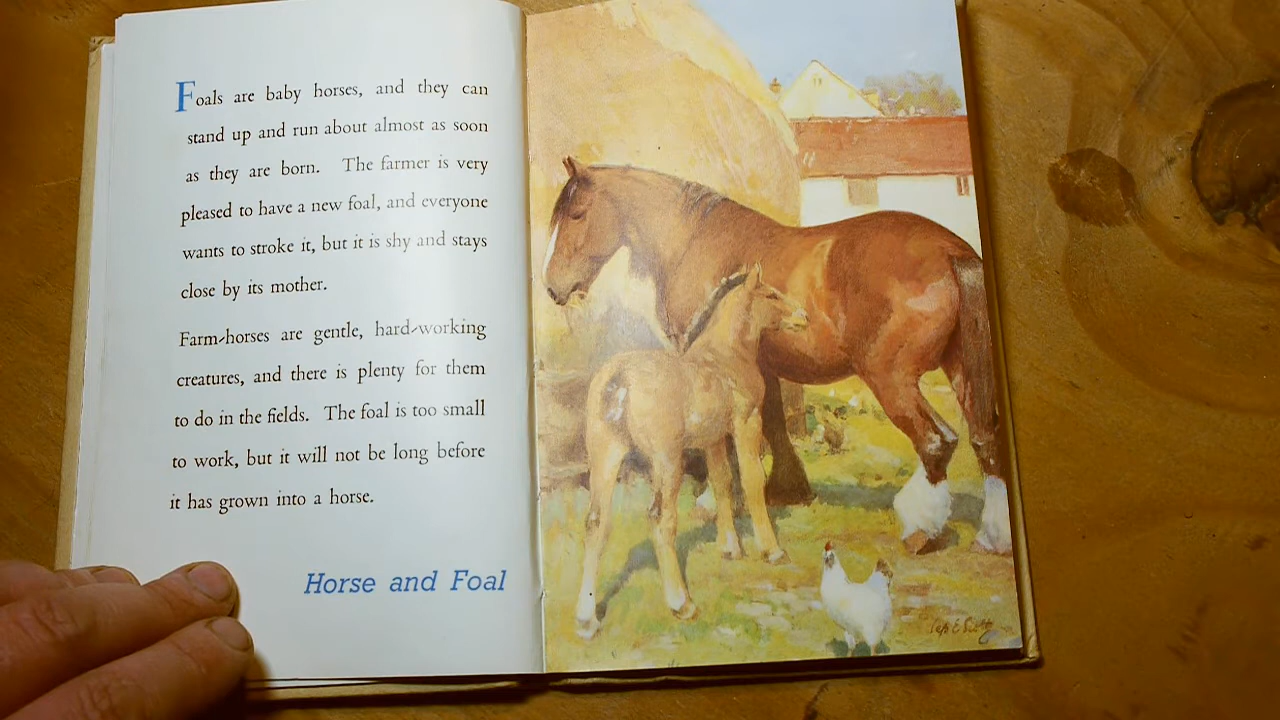 Foals are baby horses, and they can
stand up and run about almost as soon
as they are born. The farmer is very
pleased to have a new foal, and everyone
wants to stroke it, but it is shy and stays
close by its mother.
Farm-horses are gentle, hard-working
creatures, and there is plenty for them
to do in the fields. The foal is too small
to work, but it will not be long before
it has grown into a horse.
Horse and Foal